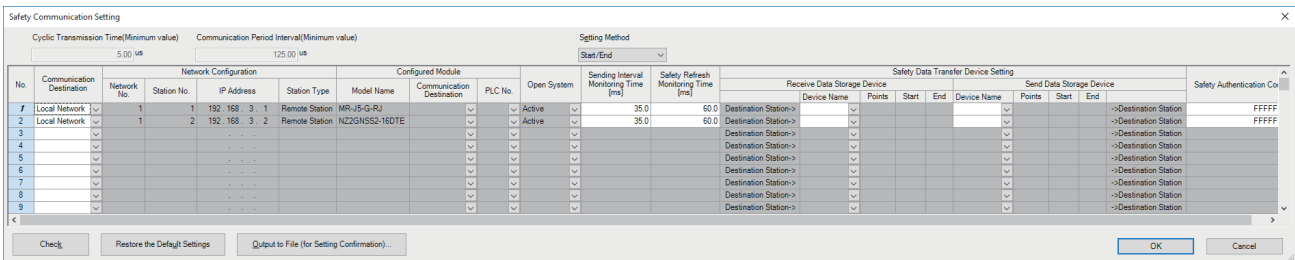 Safety Communication Setting
Cyclic Transmission Time(Minimum value) Communication Period Interval(Minimum value) Setting Method
5.00 us 125.00 us Start/End
No. Communication Destination Network Configuration Configured Module Open System Sending Interval Monitoring Time [ms] Safety Refresh Monitoring Time [ms] Safety Data Transfer Device Setting Safety Authentication Co
Network No. Station No. IP Address Station Type Model Name Communication Destination PLC No. Receive Data Storage Device Send Data Storage Device
Device Name Points Start End Device Name Points Start End
1 Local Network 1 1 192 . 168 . 3 . 1 Remote Station MR-J5-G-RJ Active 35.0 60.0 Destination Station-> ->Destination Station FFFFF
2 Local Network 1 2 192 . 168 . 3 . 2 Remote Station NZ2GNSS2-16DTE Active 35.0 60.0 Destination Station-> ->Destination Station FFFFF
3 . . . Destination Station-> ->Destination Station
4 . . . Destination Station-> ->Destination Station
5 . . . Destination Station-> ->Destination Station
6 . . . Destination Station-> ->Destination Station
7 . . . Destination Station-> ->Destination Station
8 . . . Destination Station-> ->Destination Station
9 . . . Destination Station-> ->Destination Station
Check Restore the Default Settings Output to File (for Setting Confirmation)... OK Cancel